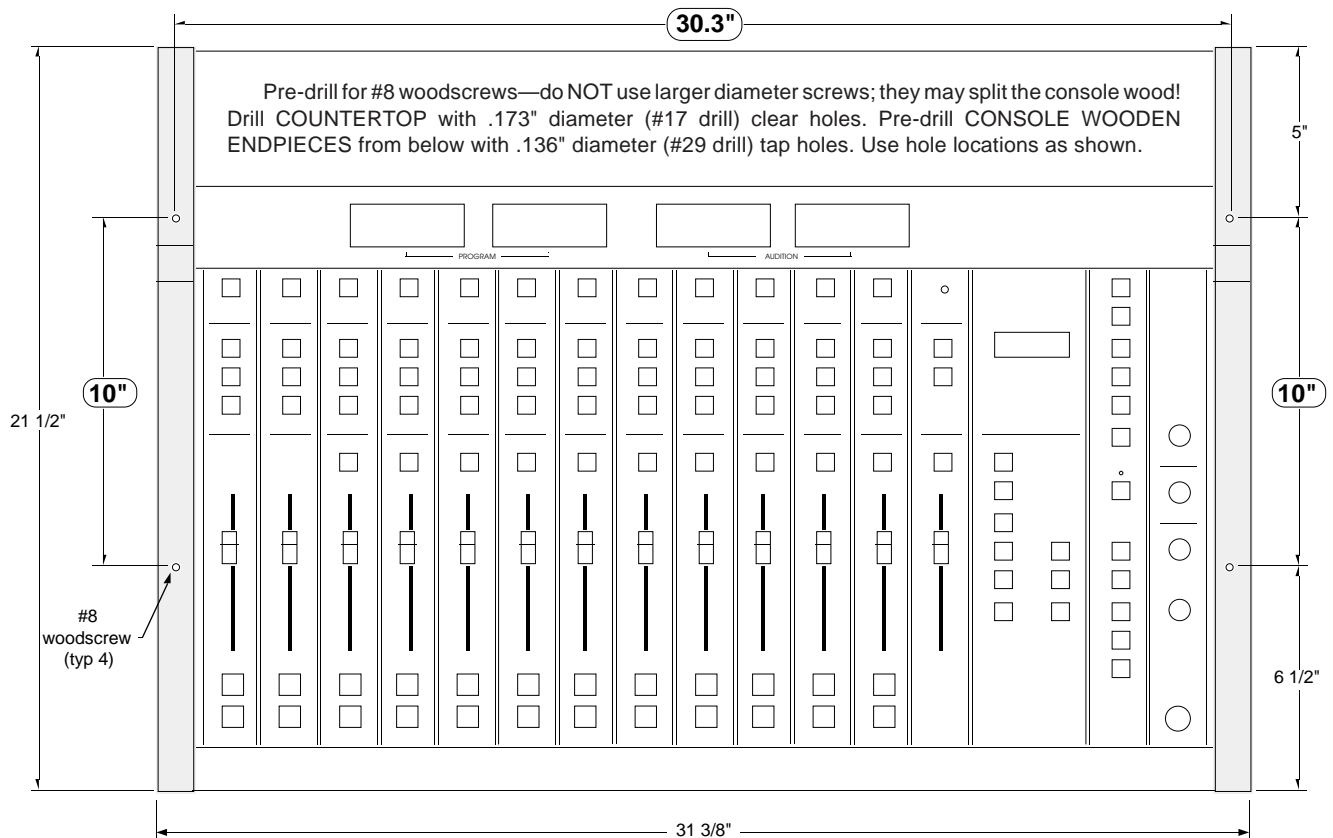 30.3"
Pre-drill for #8 woodscrews—do NOT use larger diameter screws; they may split the console wood!
Drill COUNTERTOP with .173" diameter (#17 drill) clear holes. Pre-drill CONSOLE WOODEN
ENDPIECES from below with .136" diameter (#29 drill) tap holes. Use hole locations as shown.
5"
PROGRAM
AUDITION
10"
10"
21 1/2"
#8
woodscrew
(typ 4)
6 1/2"
31 3/8"